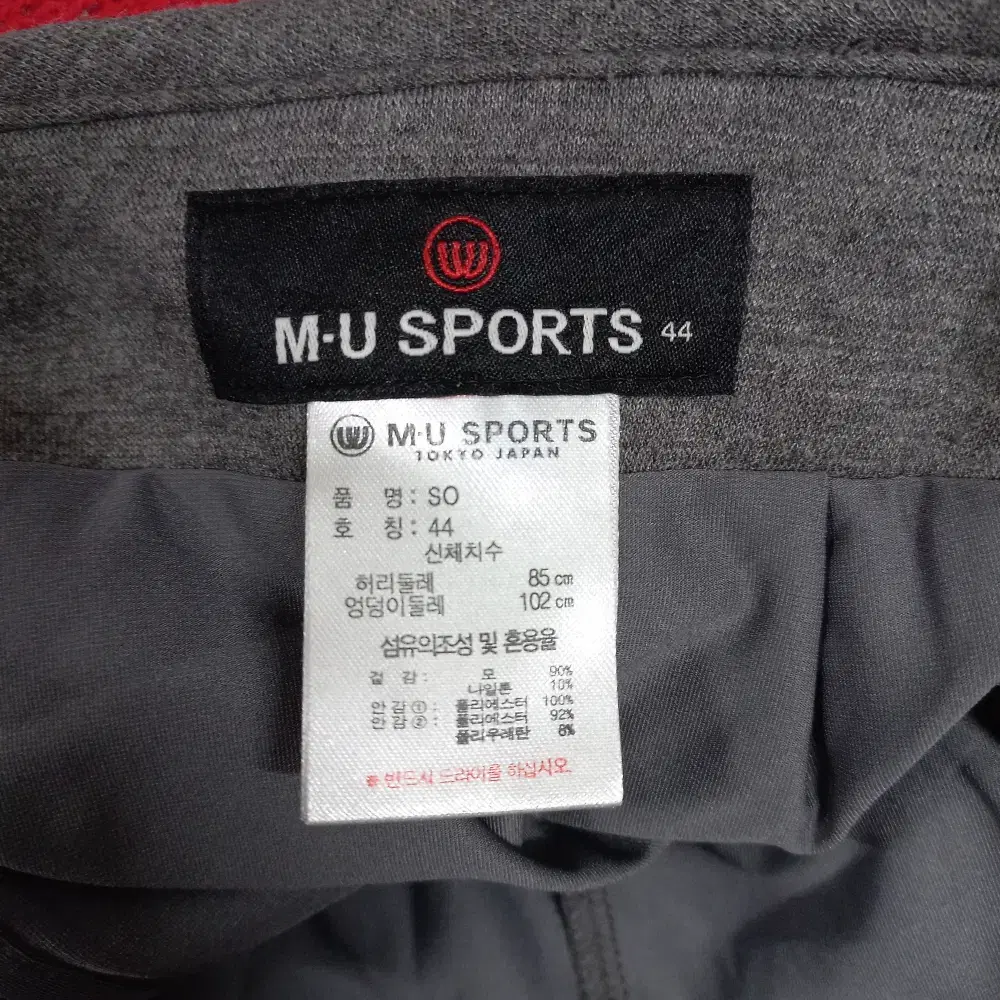 M·U SPORTS 44
M·U SPORTS
TOKYO JAPAN
품 명 : SO
호 칭 : 44
신체치수
허리둘레 85 cm
엉덩이둘레 102 cm
섬유의조성 및 혼용율
겉 감 : 모 90%
나일론 10%
안 감 ① : 폴리에스터 100%
안 감 ② : 폴리에스터 92%
폴리우레탄 8%
※ 반드시 드라이를 하십시오.